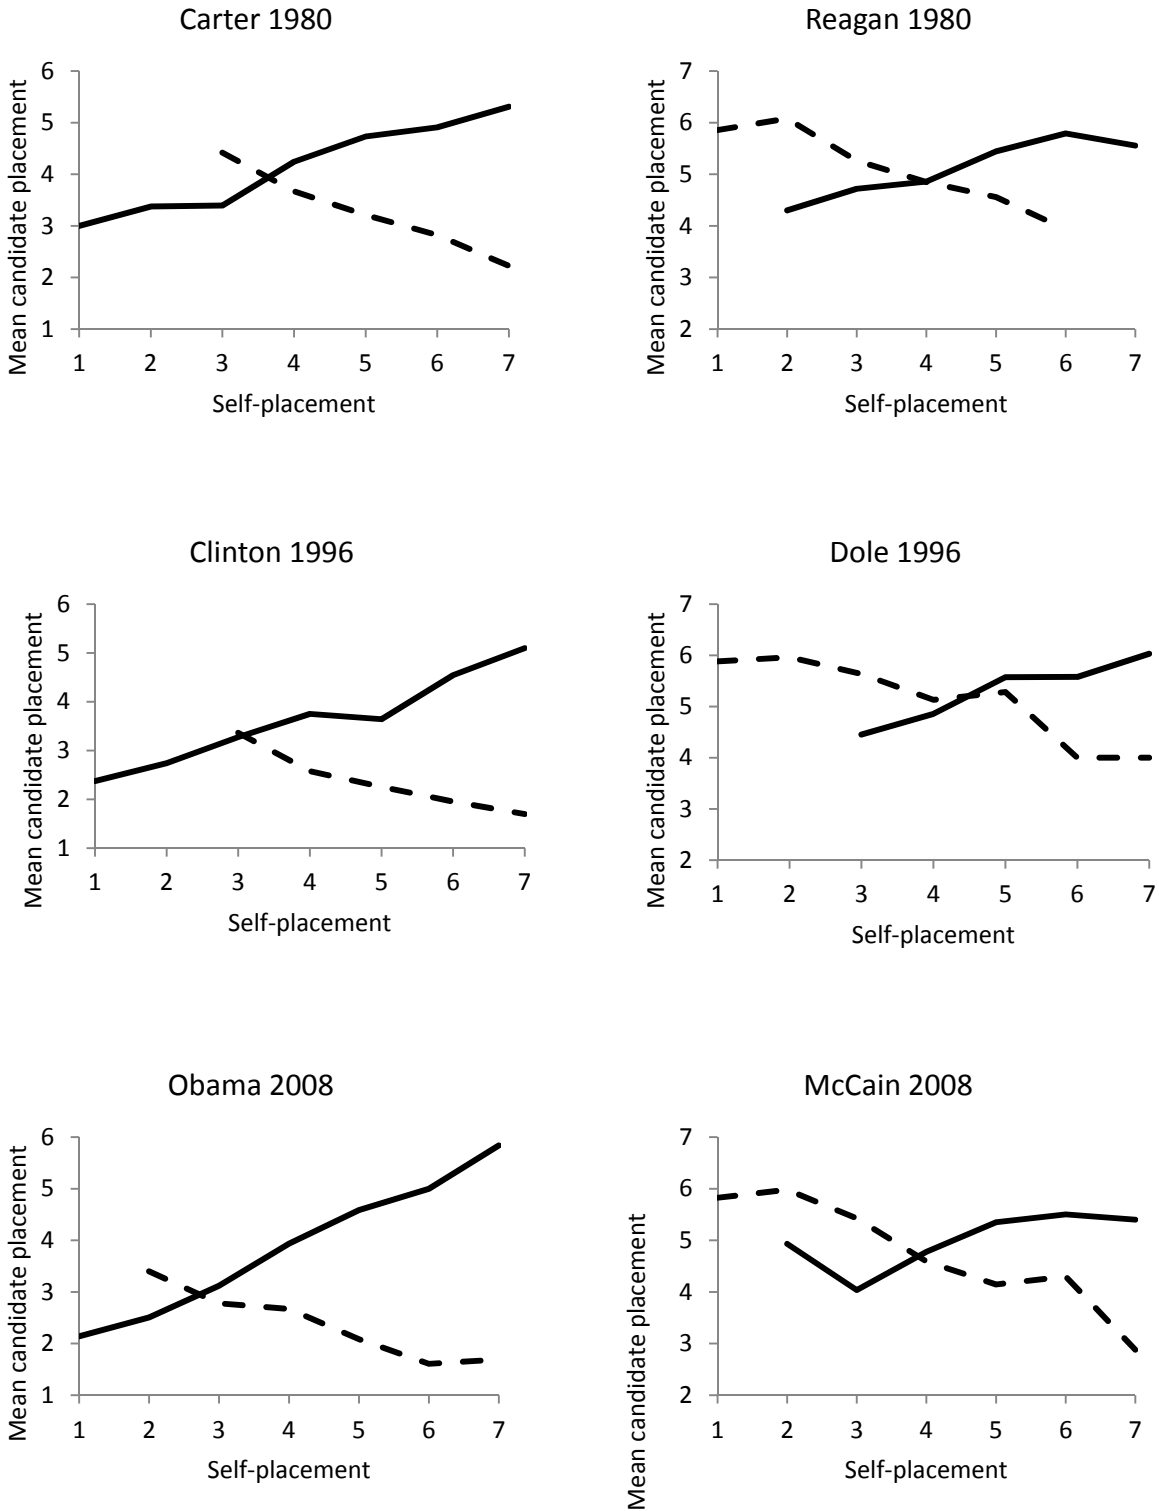 Carter 1980
Mean candidate placement
6
5
4
3
2
1
1 2 3 4 5 6 7
Self-placement
Reagan 1980
Mean candidate placement
7
6
5
4
3
2
1 2 3 4 5 6 7
Self-placement
Clinton 1996
Mean candidate placement
6
5
4
3
2
1
1 2 3 4 5 6 7
Self-placement
Dole 1996
Mean candidate placement
7
6
5
4
3
2
1 2 3 4 5 6 7
Self-placement
Obama 2008
Mean candidate placement
6
5
4
3
2
1
1 2 3 4 5 6 7
Self-placement
McCain 2008
Mean candidate placement
7
6
5
4
3
2
1 2 3 4 5 6 7
Self-placement